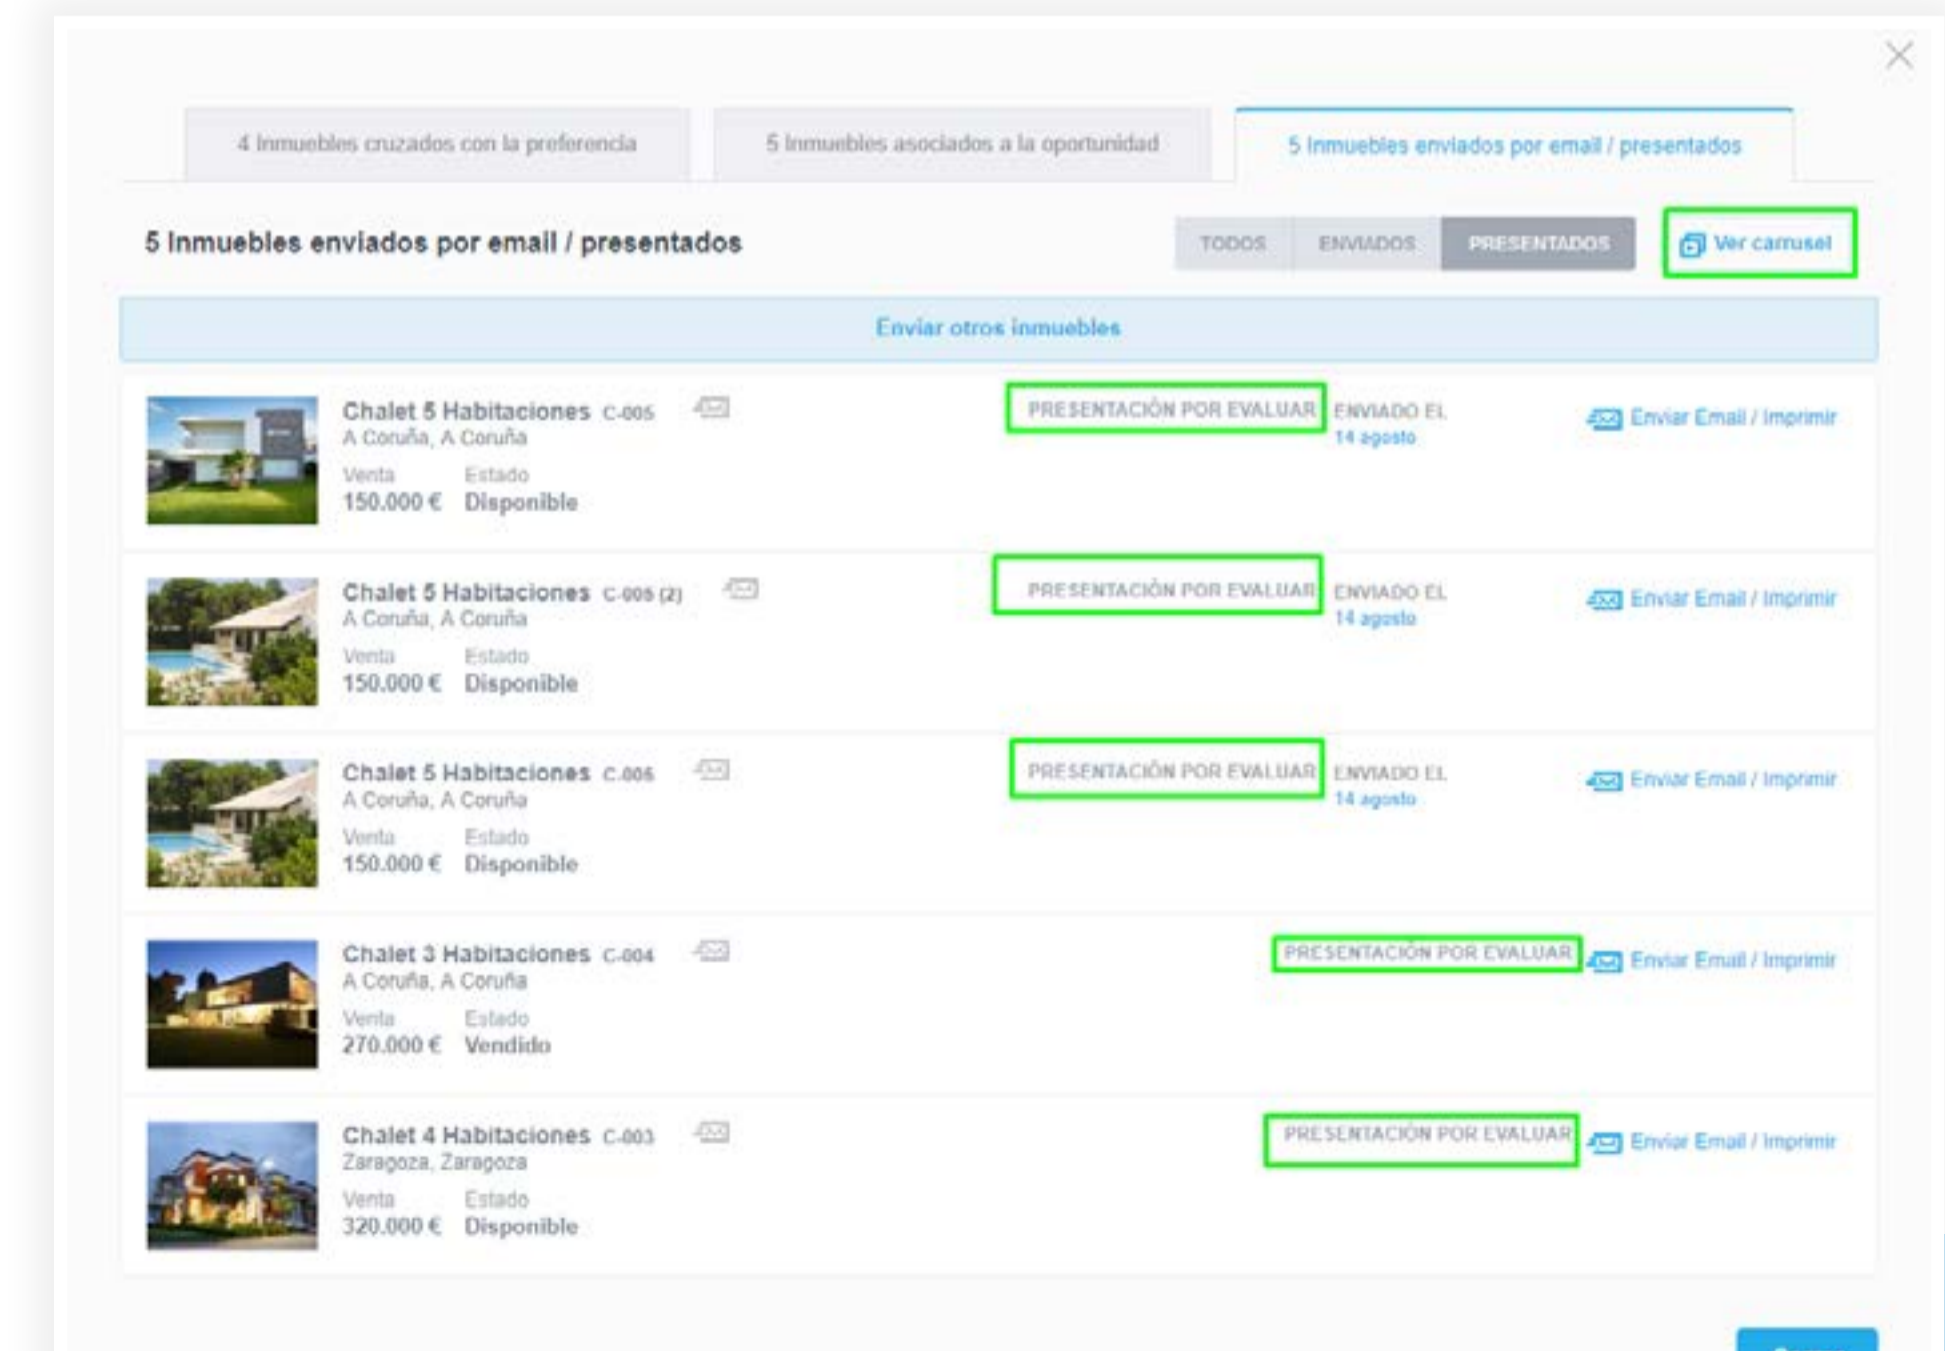 4 Inmuebles cruzados con la preferencia
5 Inmuebles asociados a la oportunidad
5 Inmuebles enviados por email / presentados
5 Inmuebles enviados por email / presentados
TODOS
ENVIADOS
PRESENTADOS
Ver carrusel
Enviar otros inmuebles
Chalet 5 Habitaciones C-005
PRESENTACIÓN POR EVALUAR
ENVIADO EL
Enviar Email / Imprimir
A Coruña, A Coruña
14 agosto
Venta Estado
150.000 € Disponible
Chalet 5 Habitaciones C-005 (2)
PRESENTACIÓN POR EVALUAR
ENVIADO EL
Enviar Email / Imprimir
A Coruña, A Coruña
14 agosto
Venta Estado
150.000 € Disponible
Chalet 5 Habitaciones
PRESENTACIÓN POR EVALUAR
ENVIADO EL
Enviar Email / Imprimir
A Coruña, A Coruña
14 agosto
Venta Estado
150.000 € Disponible
Chalet 3 Habitaciones C-004
PRESENTACIÓN POR EVALUAR
Enviar Email / Imprimir
A Coruña, A Coruña
Venta Estado
270.000 € Vendido
Chalet 4 Habitaciones C-003
PRESENTACIÓN POR EVALUAR
Enviar Email / Imprimir
Zaragoza, Zaragoza
Venta Estado
320.000 € Disponible